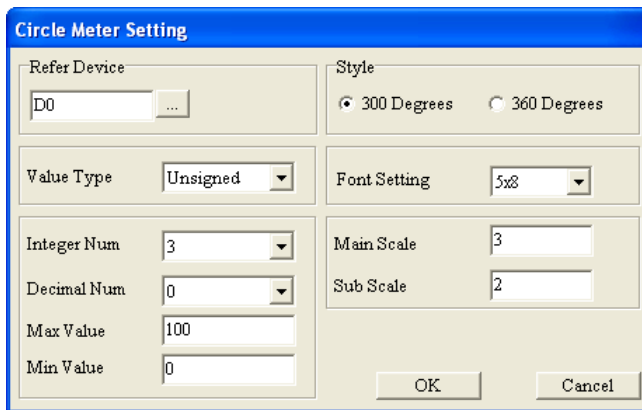 Circle Meter Setting
Refer Device
D0
...
Style
300 Degrees
360 Degrees
Value Type
Unsigned
Font Setting
5x8
Integer Num
3
Decimal Num
0
Max Value
100
Min Value
0
Main Scale
3
Sub Scale
2
OK
Cancel